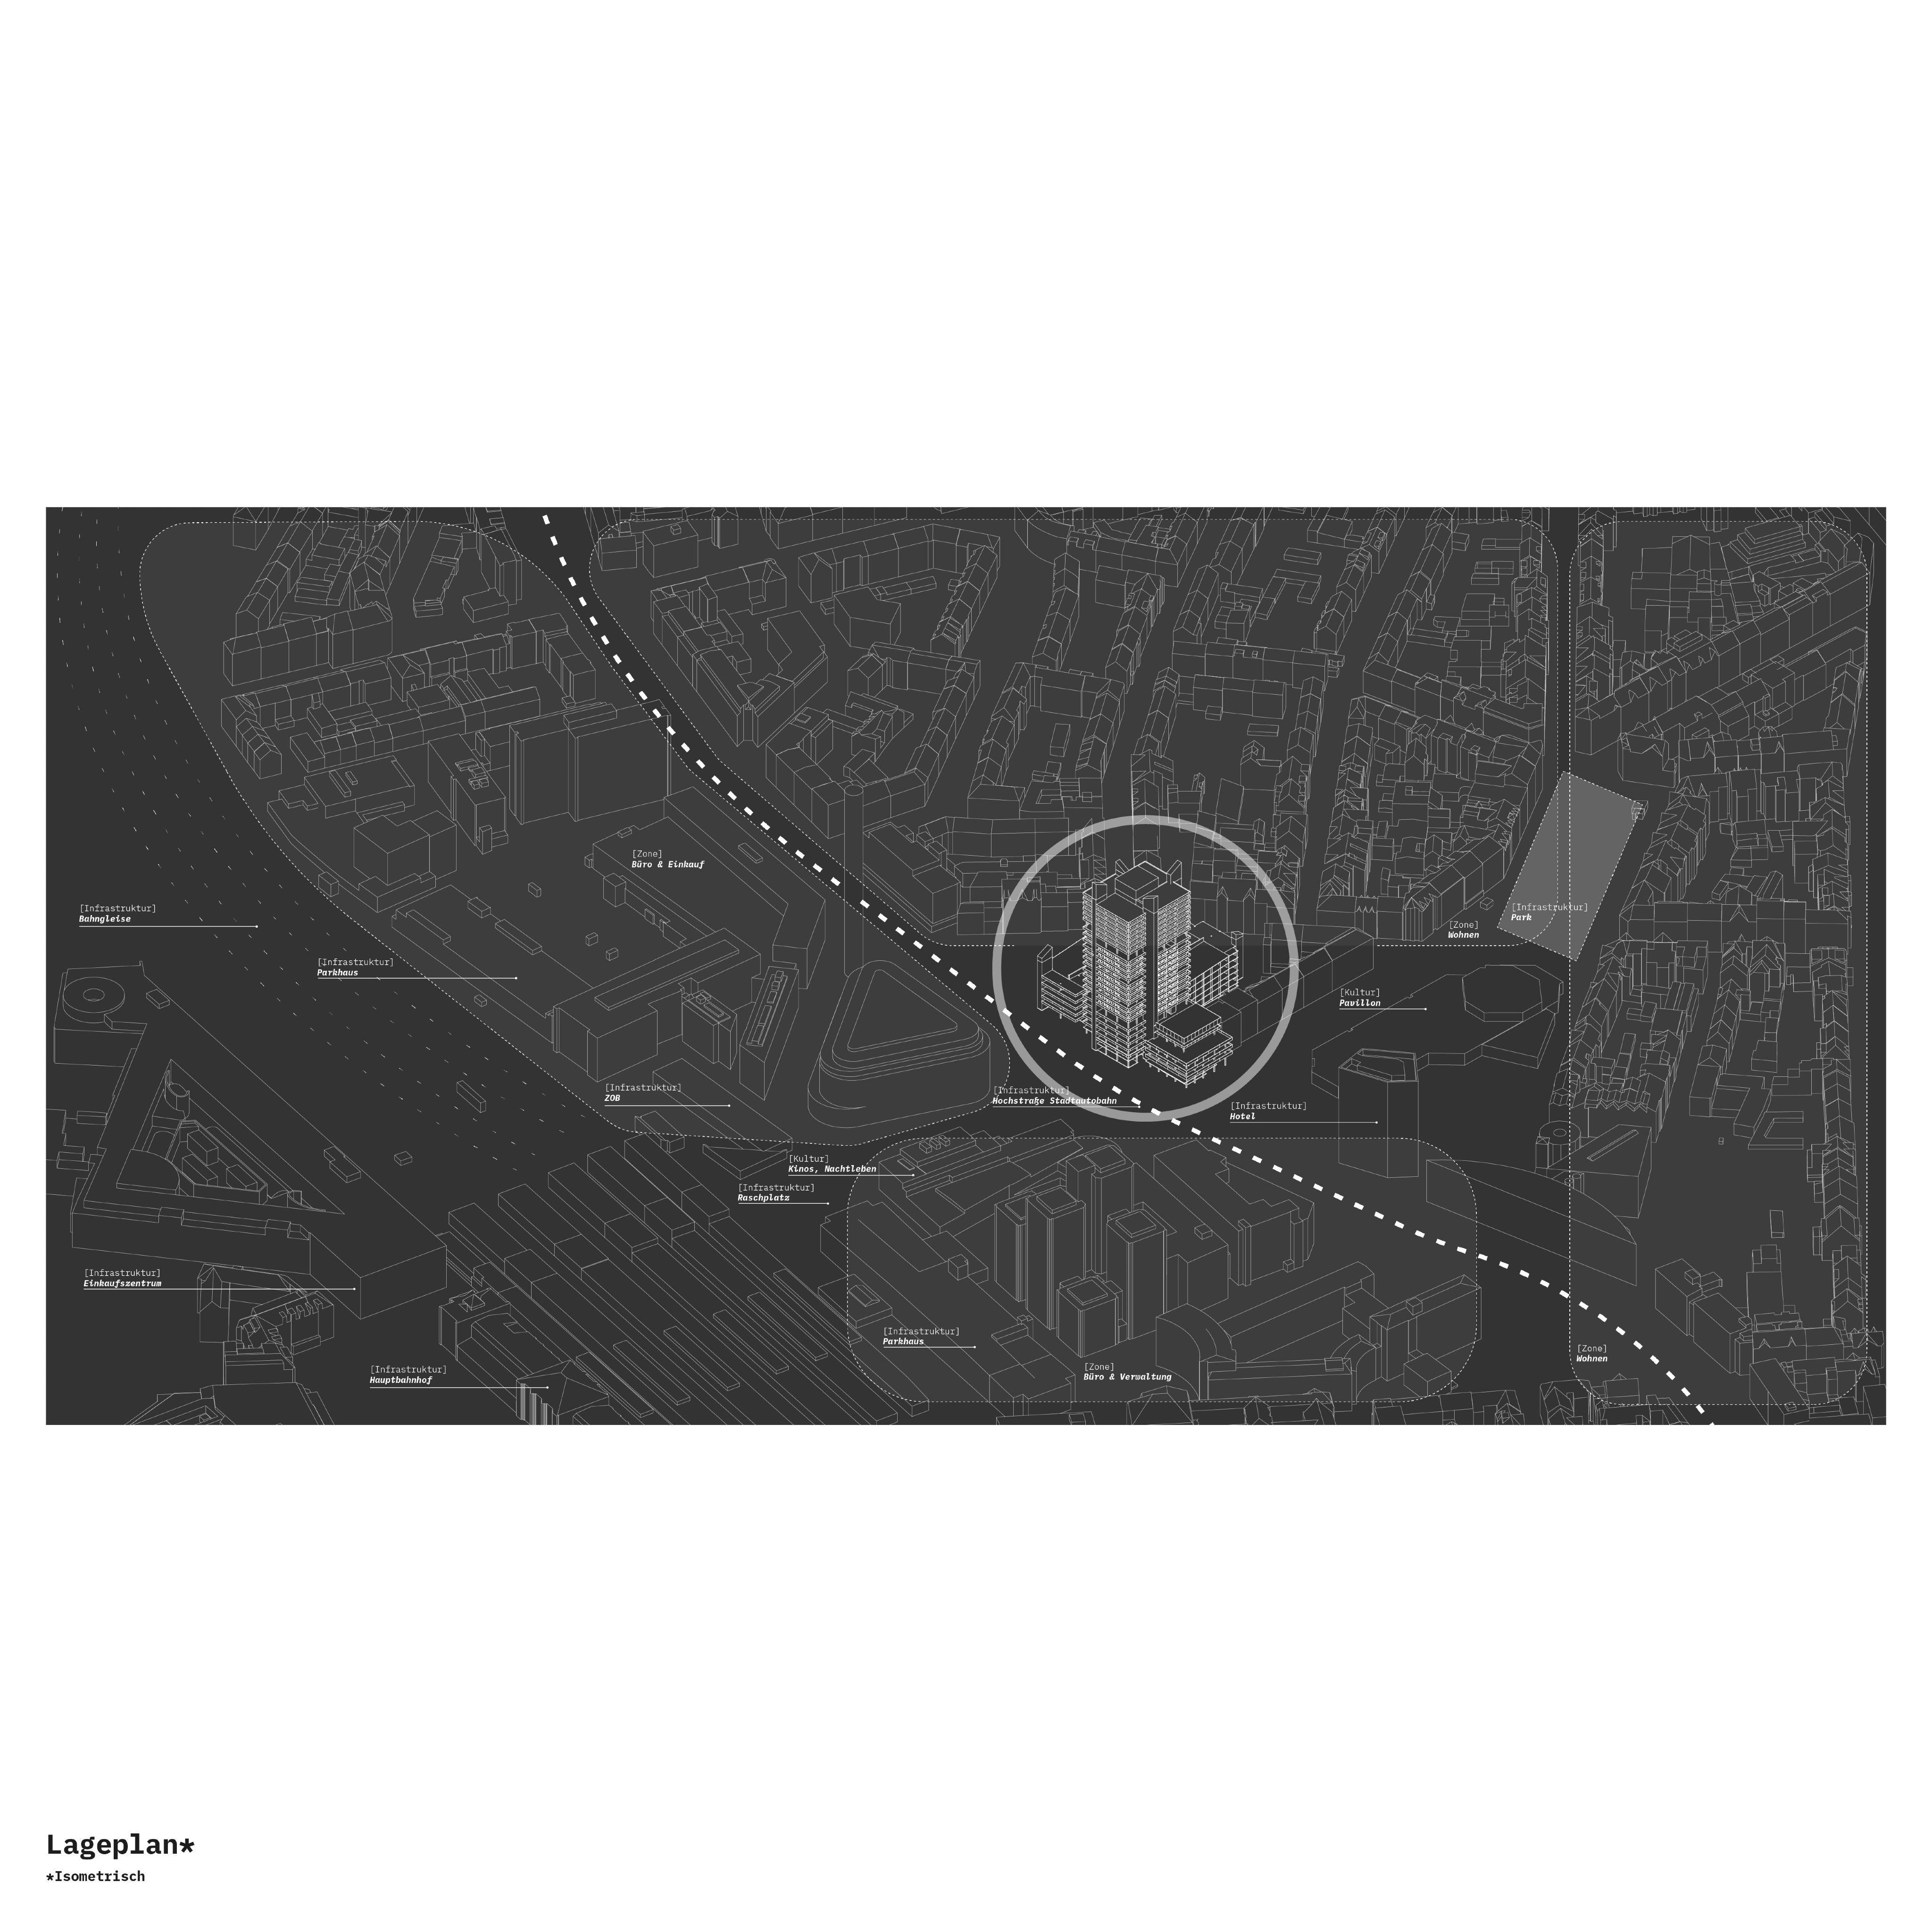 [Zone]
Büro & Einkauf
[Infrastruktur]
Bahngleise
[Infrastruktur]
Park
[Zone]
Wohnen
[Infrastruktur]
Parkhaus
[Kultur]
Pavillon
[Infrastruktur]
ZOB
[Infrastruktur]
Hochstraße Stadtautobahn
[Infrastruktur]
Hotel
[Kultur]
Kinos, Nachtleben
[Infrastruktur]
Raschplatz
[Infrastruktur]
Einkaufszentrum
[Infrastruktur]
Parkhaus
[Zone]
Wohnen
[Infrastruktur]
Hauptbahnhof
[Zone]
Büro & Verwaltung
Lageplan*
*Isometrisch